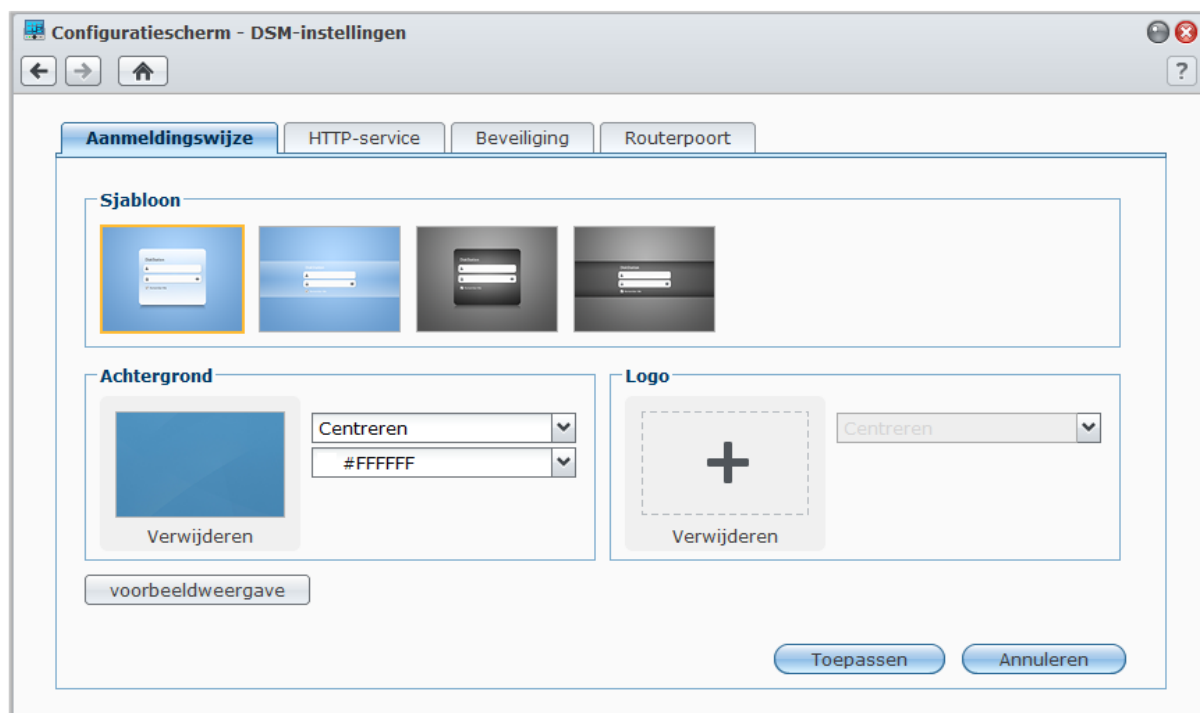 Configuratiescherm - DSM-instellingen
?
Aanmeldingswijze HTTP-service Beveiliging Routerpoort
Sjabloon
Achtergrond
Centreren
#FFFFFF
Verwijderen
Logo
Centreren
Verwijderen
voorbeeldweergave
Toepassen Annuleren